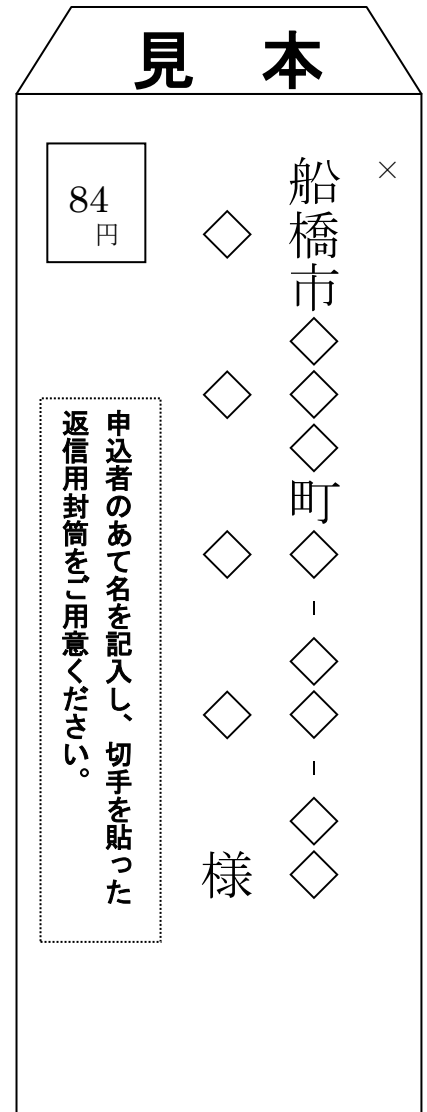 見　本
×
船橋市◇◇◇町◇-◇◇-◇◇
◇◇◇◇様
84
円
申込者のあて名を記入し、切手を貼った
返信用封筒をご用意ください。